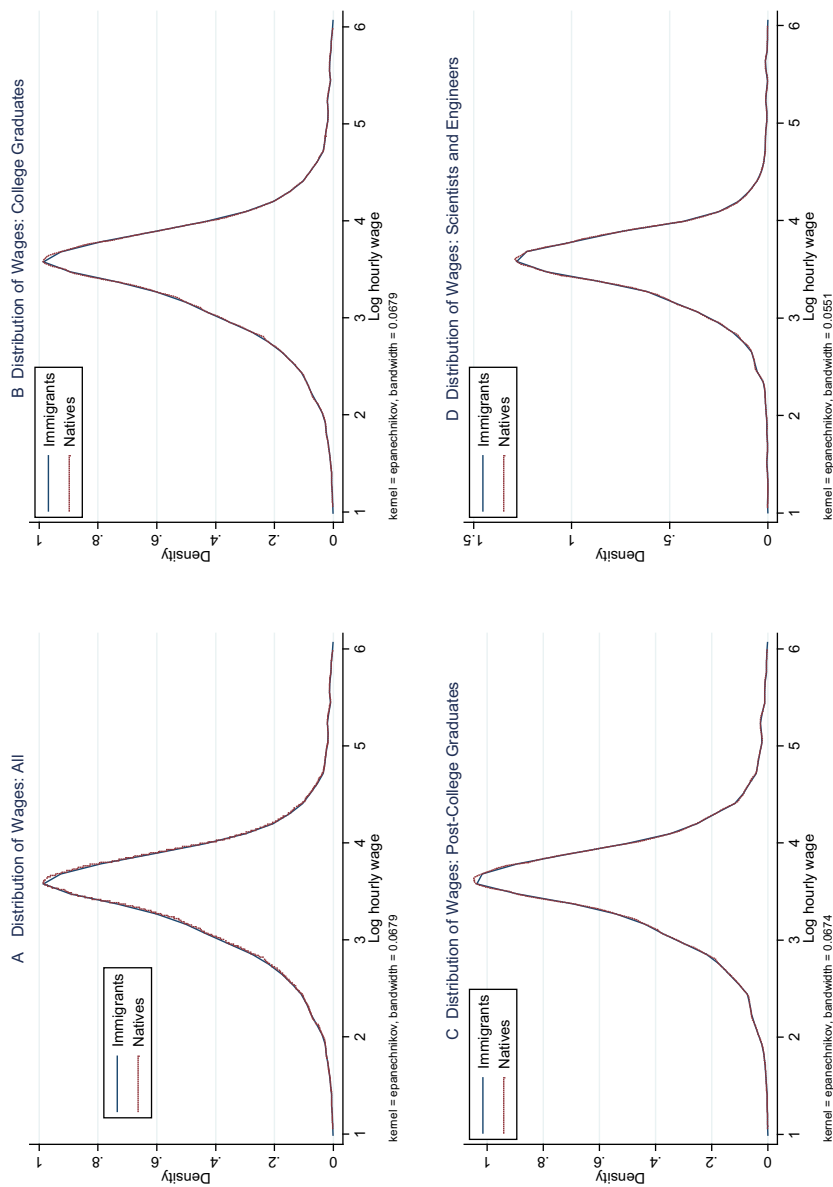 A  Distribution of Wages: All
Density
1
.8
.6
.4
.2
0
Immigrants
Natives
1 2 3 4 5 6
Log hourly wage
kernel = epanechnikov, bandwidth = 0.0679
B  Distribution of Wages: College Graduates
Density
1
.8
.6
.4
.2
0
Immigrants
Natives
1 2 3 4 5 6
Log hourly wage
kernel = epanechnikov, bandwidth = 0.0679
C  Distribution of Wages: Post-College Graduates
Density
1
.8
.6
.4
.2
0
Immigrants
Natives
1 2 3 4 5 6
Log hourly wage
kernel = epanechnikov, bandwidth = 0.0674
D  Distribution of Wages: Scientists and Engineers
Density
1.5
1
.5
0
Immigrants
Natives
1 2 3 4 5 6
Log hourly wage
kernel = epanechnikov, bandwidth = 0.0551